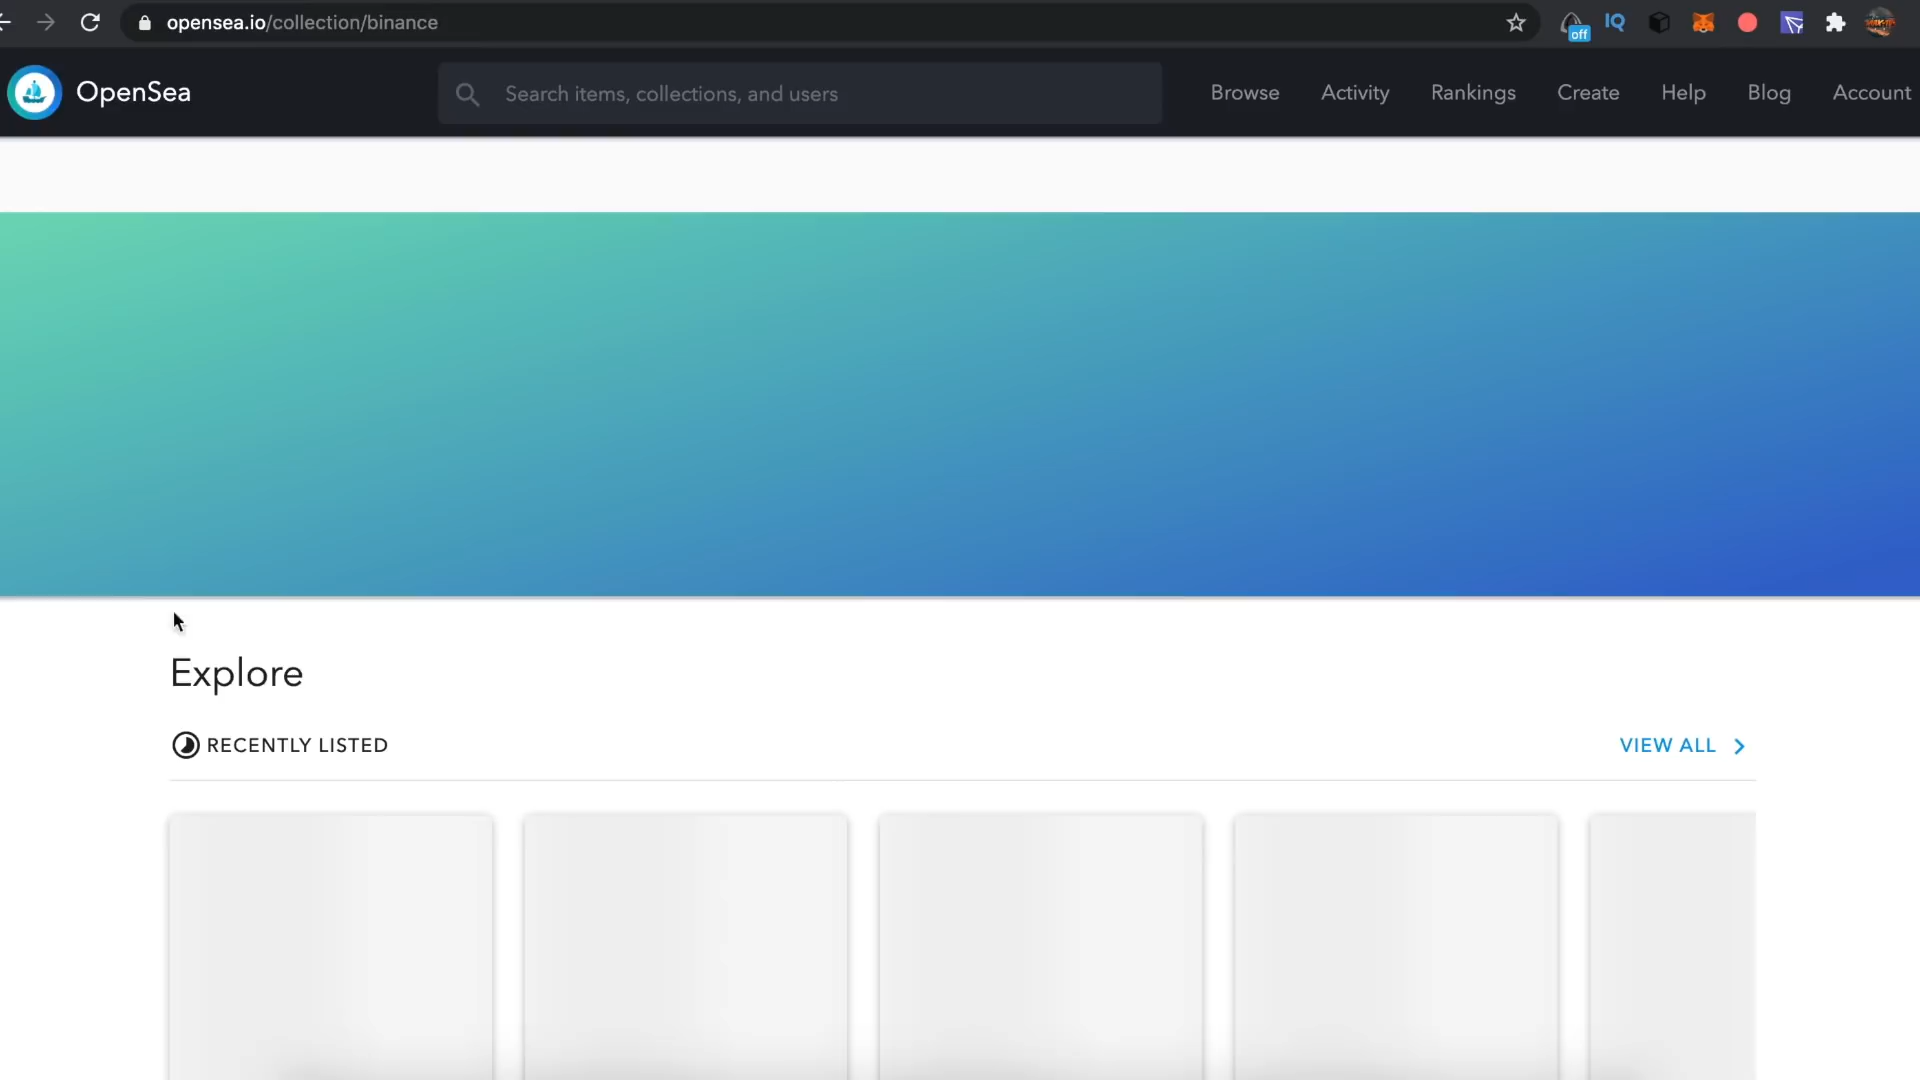 opensea.io/collection/binance
off
IQ
OpenSea
Search items, collections, and users
Browse
Activity
Rankings
Create
Help
Blog
Account
Explore
RECENTLY LISTED
VIEW ALL